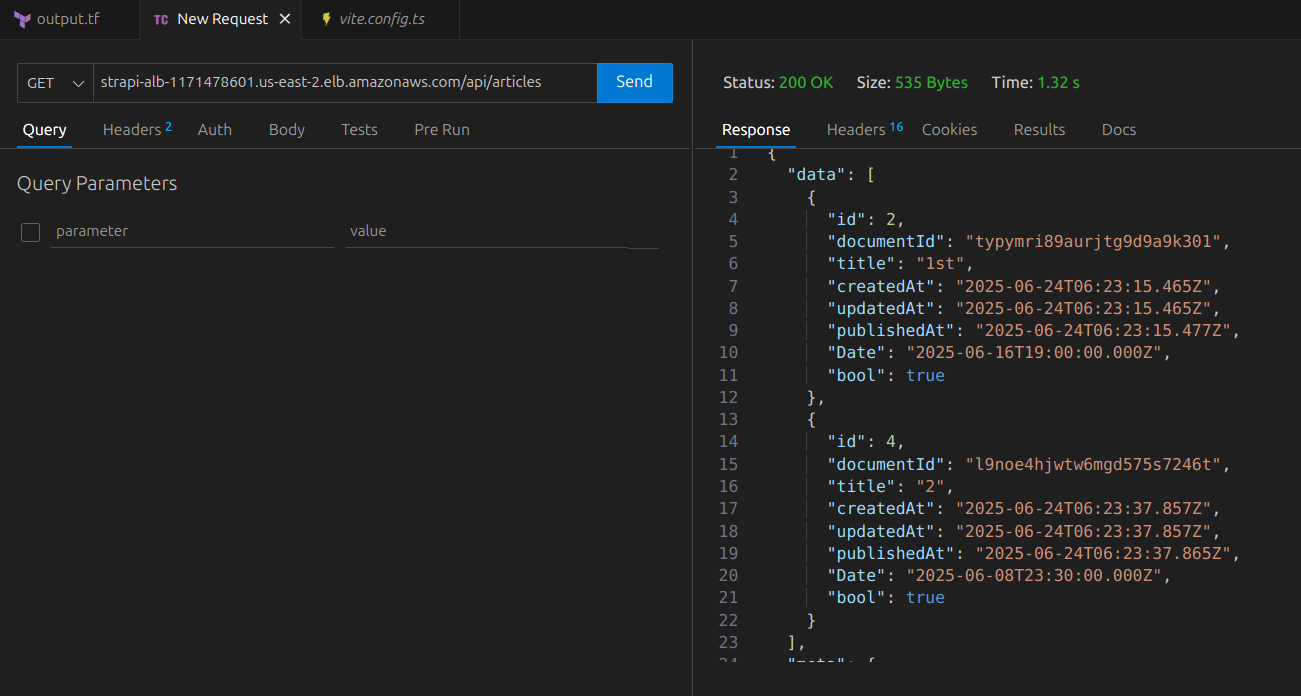 output.tf
TC New Request ×
vite.config.ts
GET strapi-alb-1171478601.us-east-2.elb.amazonaws.com/api/articles Send
Query Headers 2 Auth Body Tests Pre Run
Query Parameters
parameter value
Status: 200 OK Size: 535 Bytes Time: 1.32 s
Response Headers 16 Cookies Results Docs
1 {
2 "data": [
3 {
4 "id": 2,
5 "documentId": "typymri89aurjtg9d9a9k301",
6 "title": "1st",
7 "createdAt": "2025-06-24T06:23:15.465Z",
8 "updatedAt": "2025-06-24T06:23:15.465Z",
9 "publishedAt": "2025-06-24T06:23:15.477Z",
10 "Date": "2025-06-16T19:00:00.000Z",
11 "bool": true
12 },
13 {
14 "id": 4,
15 "documentId": "l9noe4hjwtw6mgd575s7246t",
16 "title": "2",
17 "createdAt": "2025-06-24T06:23:37.857Z",
18 "updatedAt": "2025-06-24T06:23:37.857Z",
19 "publishedAt": "2025-06-24T06:23:37.865Z",
20 "Date": "2025-06-08T23:30:00.000Z",
21 "bool": true
22 }
23 ],
24 "meta": {